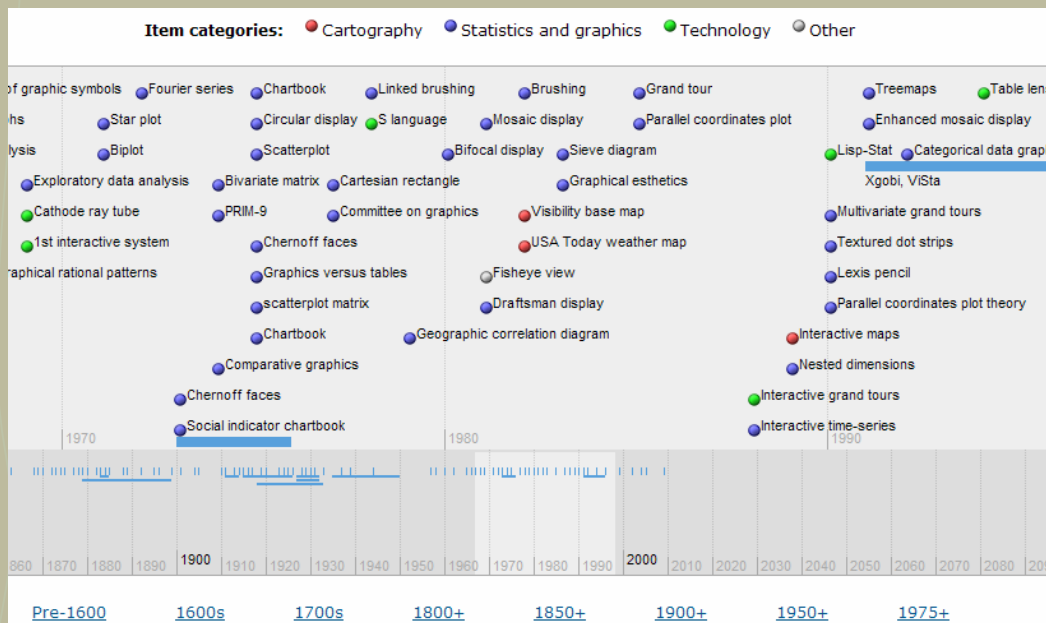 Item categories: Cartography Statistics and graphics Technology Other
of graphic symbols Fourier series Chartbook Linked brushing Brushing Grand tour Treemaps Table lens
Star plot Circular display S language Mosaic display Parallel coordinates plot Enhanced mosaic display
Biplot Scatterplot Bifocal display Sieve diagram Lisp-Stat Categorical data
Exploratory data analysis Bivariate matrix Cartesian rectangle Graphical esthetics Xgobi, ViSta
Cathode ray tube PRIM-9 Committee on graphics Visibility base map Multivariate grand tours
1st interactive system Chernoff faces USA Today weather map Textured dot strips
rational patterns Graphics versus tables Fisheye view Lexis pencil
scatterplot matrix Draftsman display Parallel coordinates plot theory
Chartbook Geographic correlation diagram Interactive maps
Comparative graphics Nested dimensions
Chernoff faces Interactive grand tours
Social indicator chartbook Interactive time-series
1970 1980 1990
1870 1880 1890 1900 1910 1920 1930 1940 1950 1960 1970 1980 1990 2000 2010 2020 2030 2040 2050 2060 2070 2080
Pre-1600 1600s 1700s 1800+ 1850+ 1900+ 1950+ 1975+